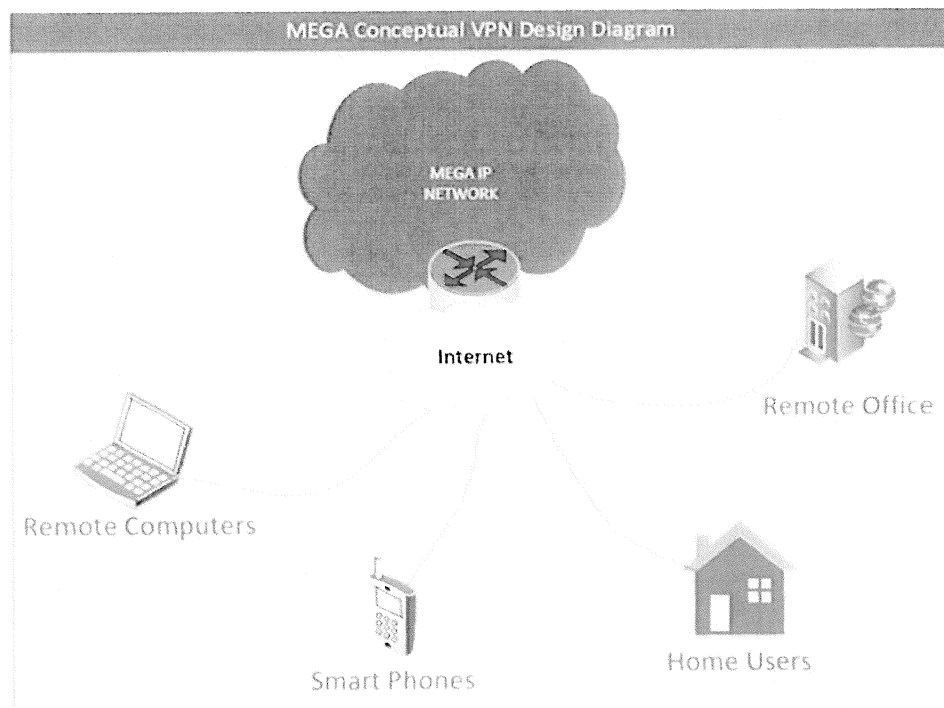 MEGA Conceptual VPN Design Diagram
MEGA IP
NETWORK
Internet
Remote Office
Remote Computers
Smart Phones
Home Users